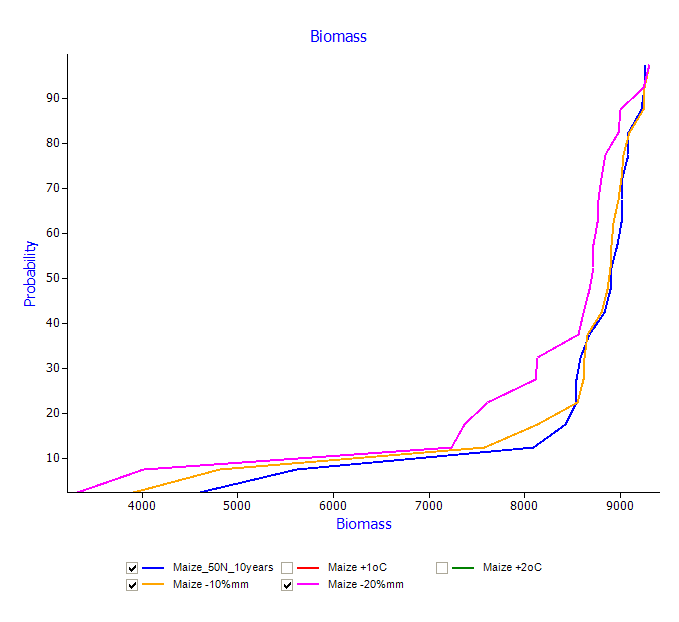 Biomass
90
80
70
60
50
40
30
20
10
Probability
4000 5000 6000 7000 8000 9000
Biomass
Maize_50N_10years Maize +1oC Maize +2oC
Maize -10%mm Maize -20%mm